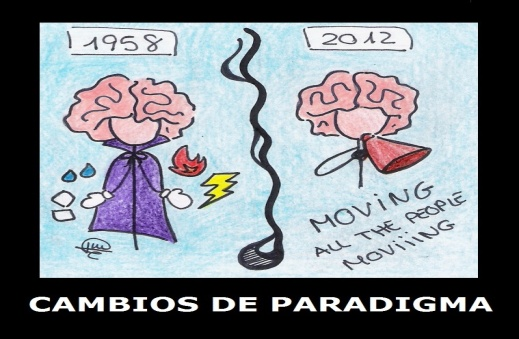 1958
2012
MOViNG
ALL THE PEOPLE
MOViiiNG
CAMBIOS DE PARADIGMA